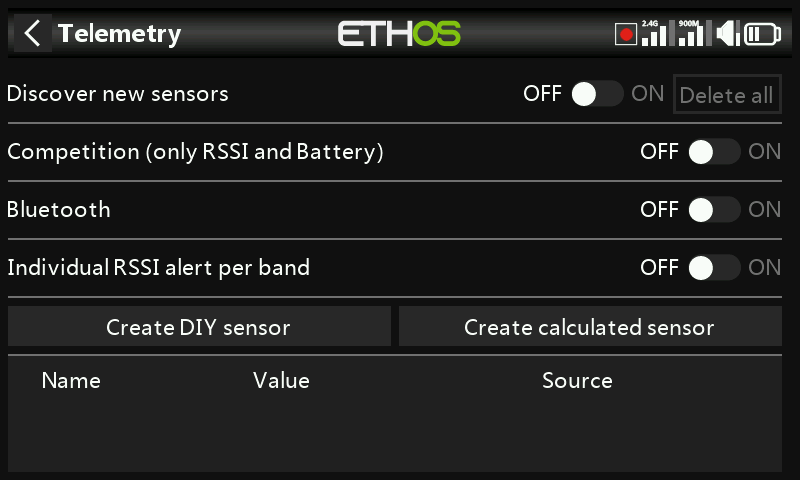 Telemetry ETHOS 2.4G 900M
Discover new sensors OFF ON Delete all
Competition (only RSSI and Battery) OFF ON
Bluetooth OFF ON
Individual RSSI alert per band OFF ON
Create DIY sensor Create calculated sensor
Name Value Source